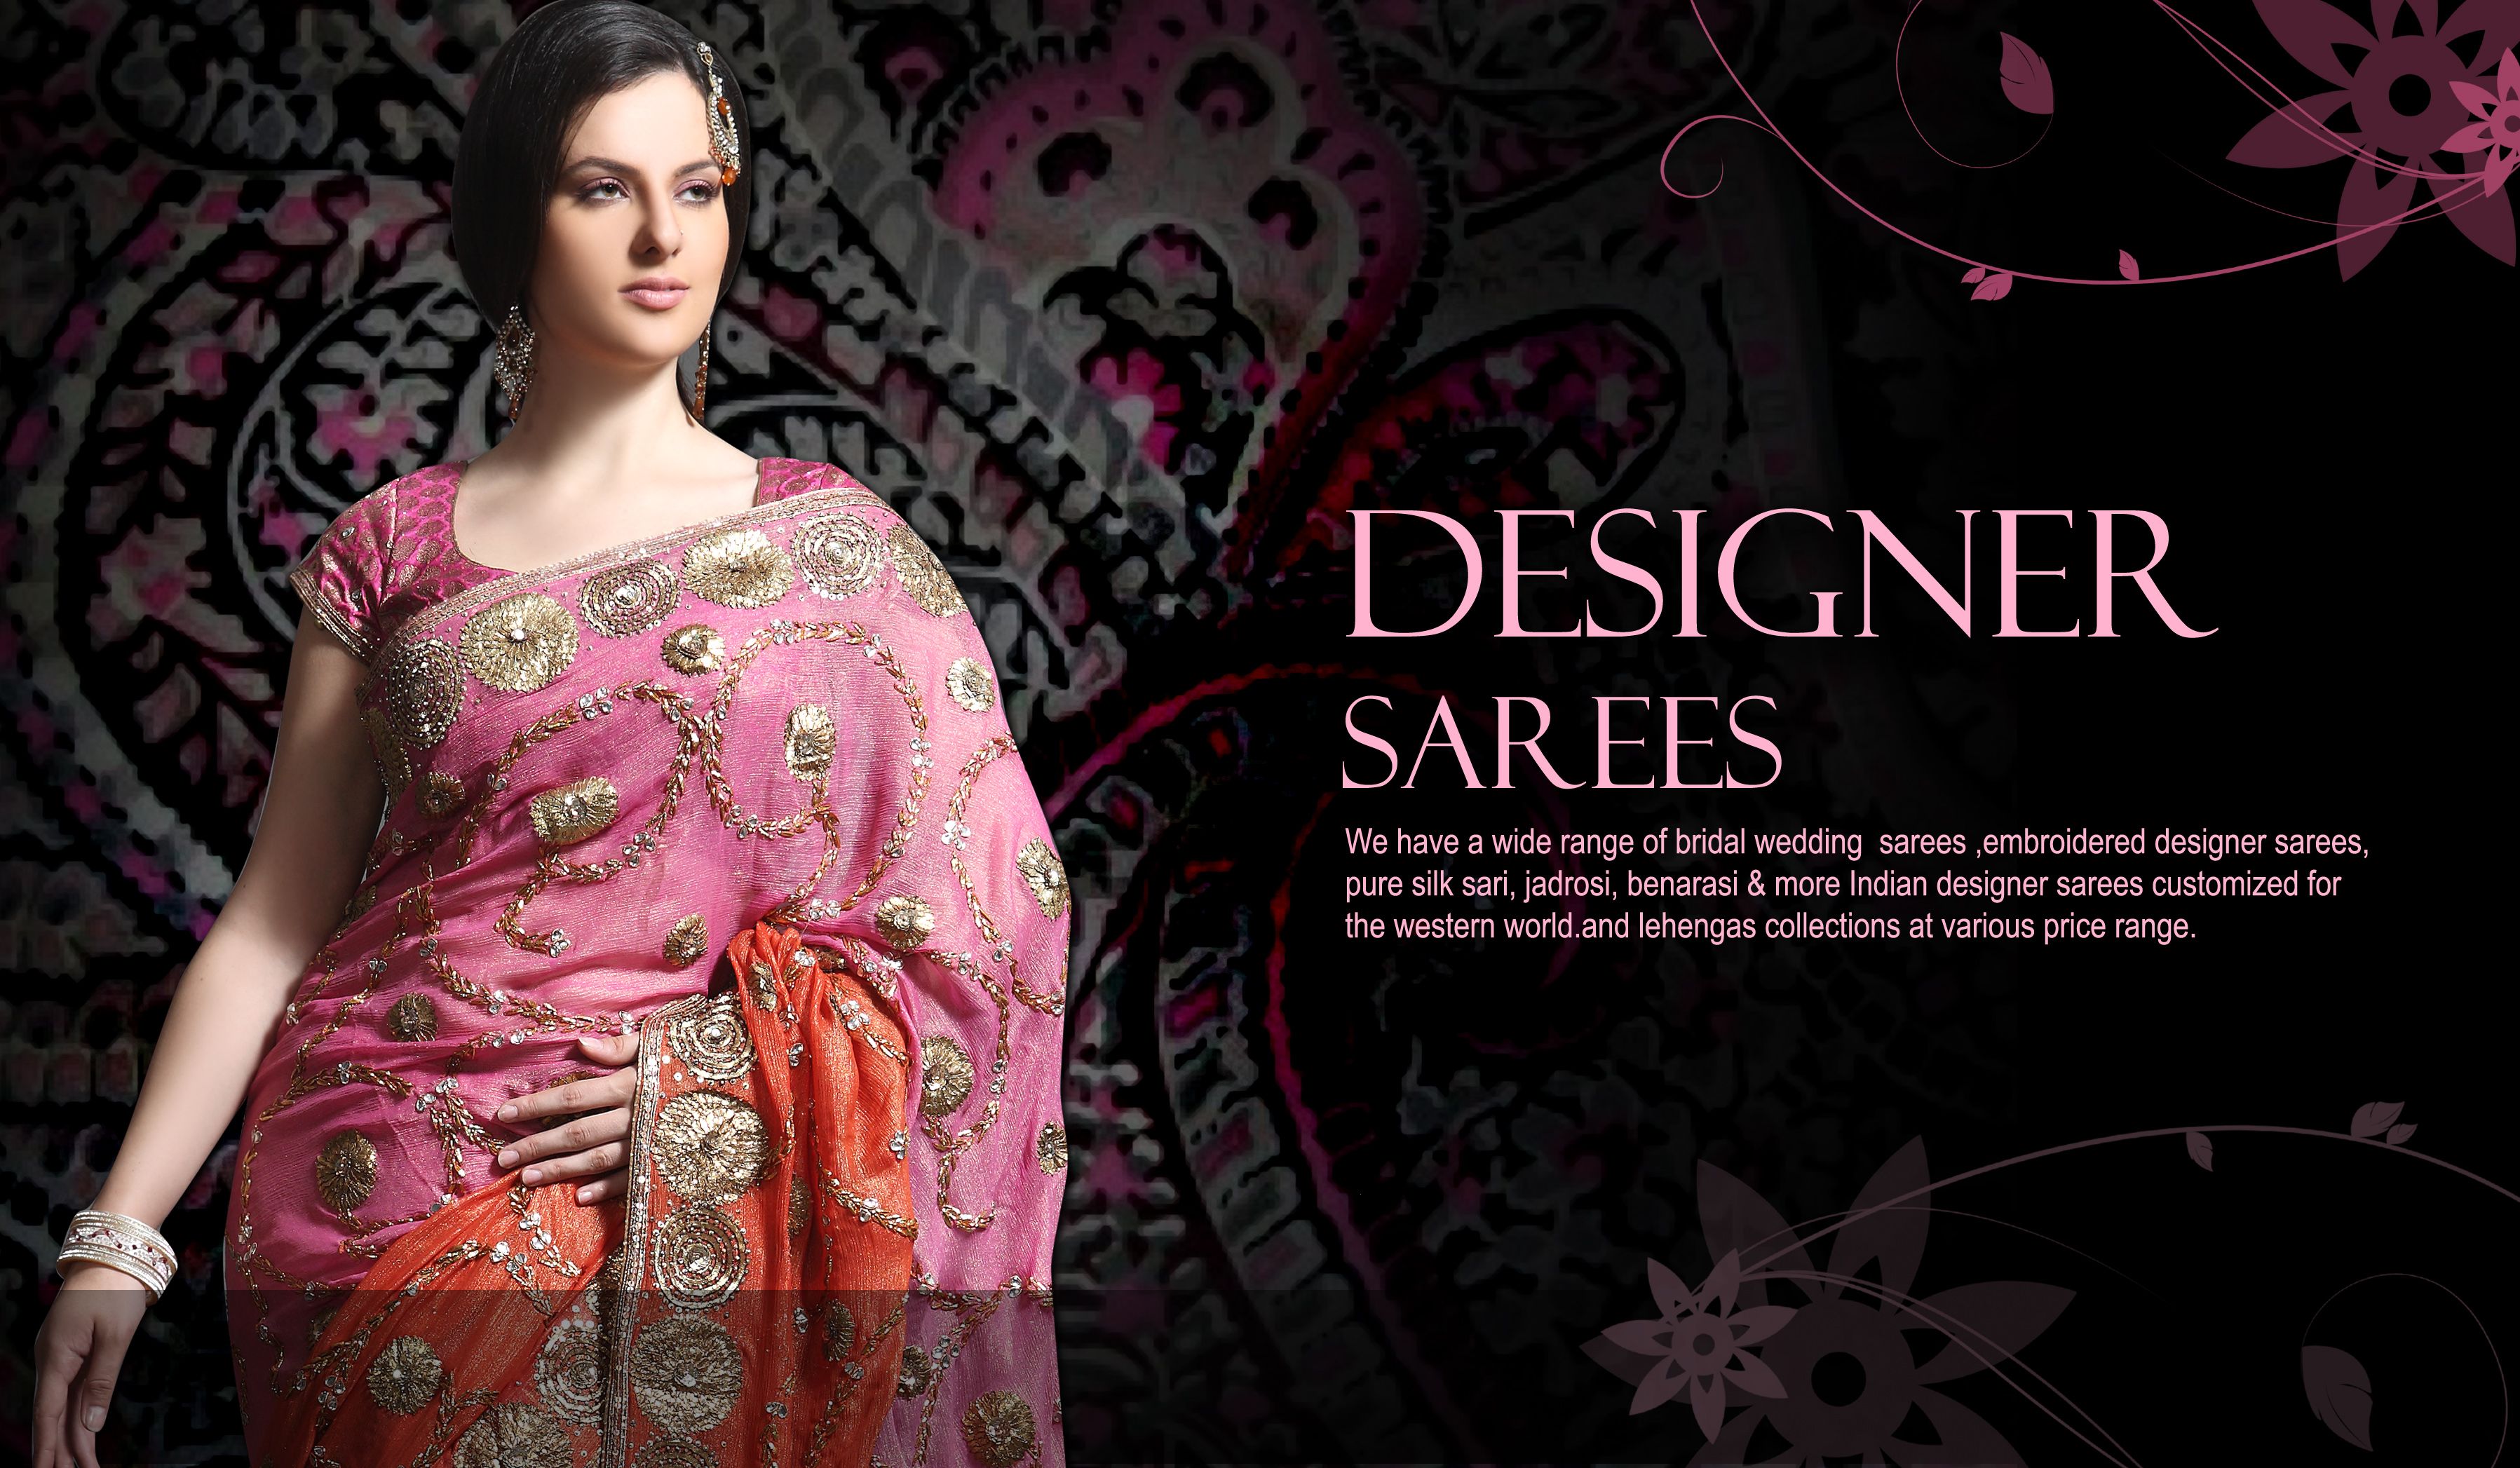 DESIGNER
SAREES
We have a wide range of bridal wedding  sarees ,embroidered designer sarees,
pure silk sari, jadrosi, benarasi & more Indian designer sarees customized for
the western world.and lehengas collections at various price range.